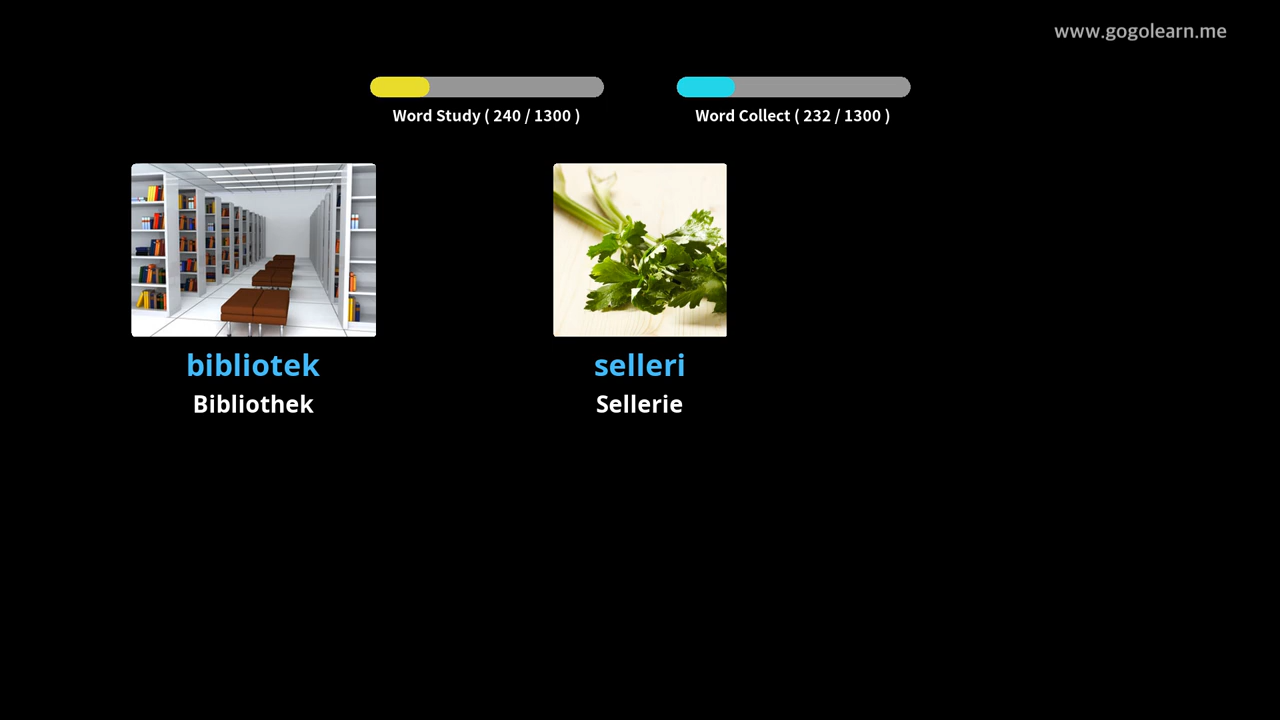 www.gogolearn.me
Word Study ( 240 / 1300 )
Word Collect ( 232 / 1300 )
bibliotek
selleri
Bibliothek
Sellerie